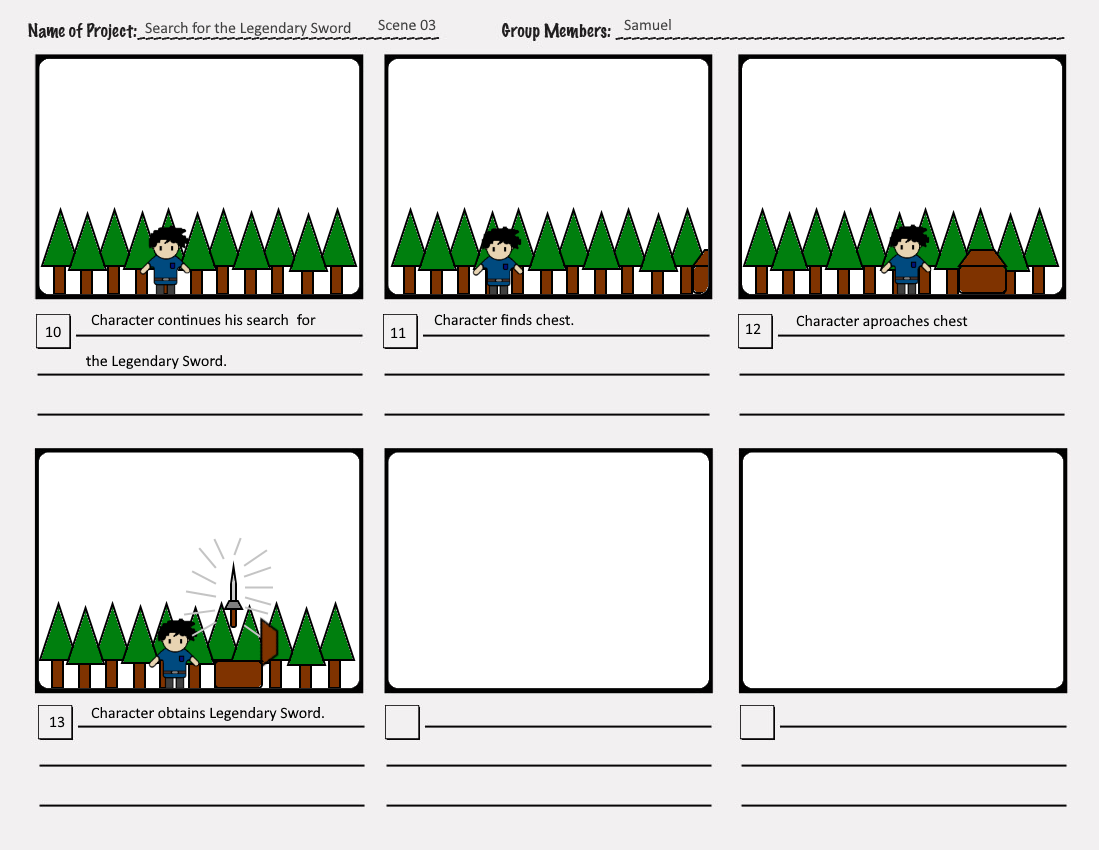 Name of Project: Search for the Legendary Sword Scene 03 Group Members: Samuel
10 Character continues his search for
the Legendary Sword.
11 Character finds chest.
12 Character aproaches chest
13 Character obtains Legendary Sword.